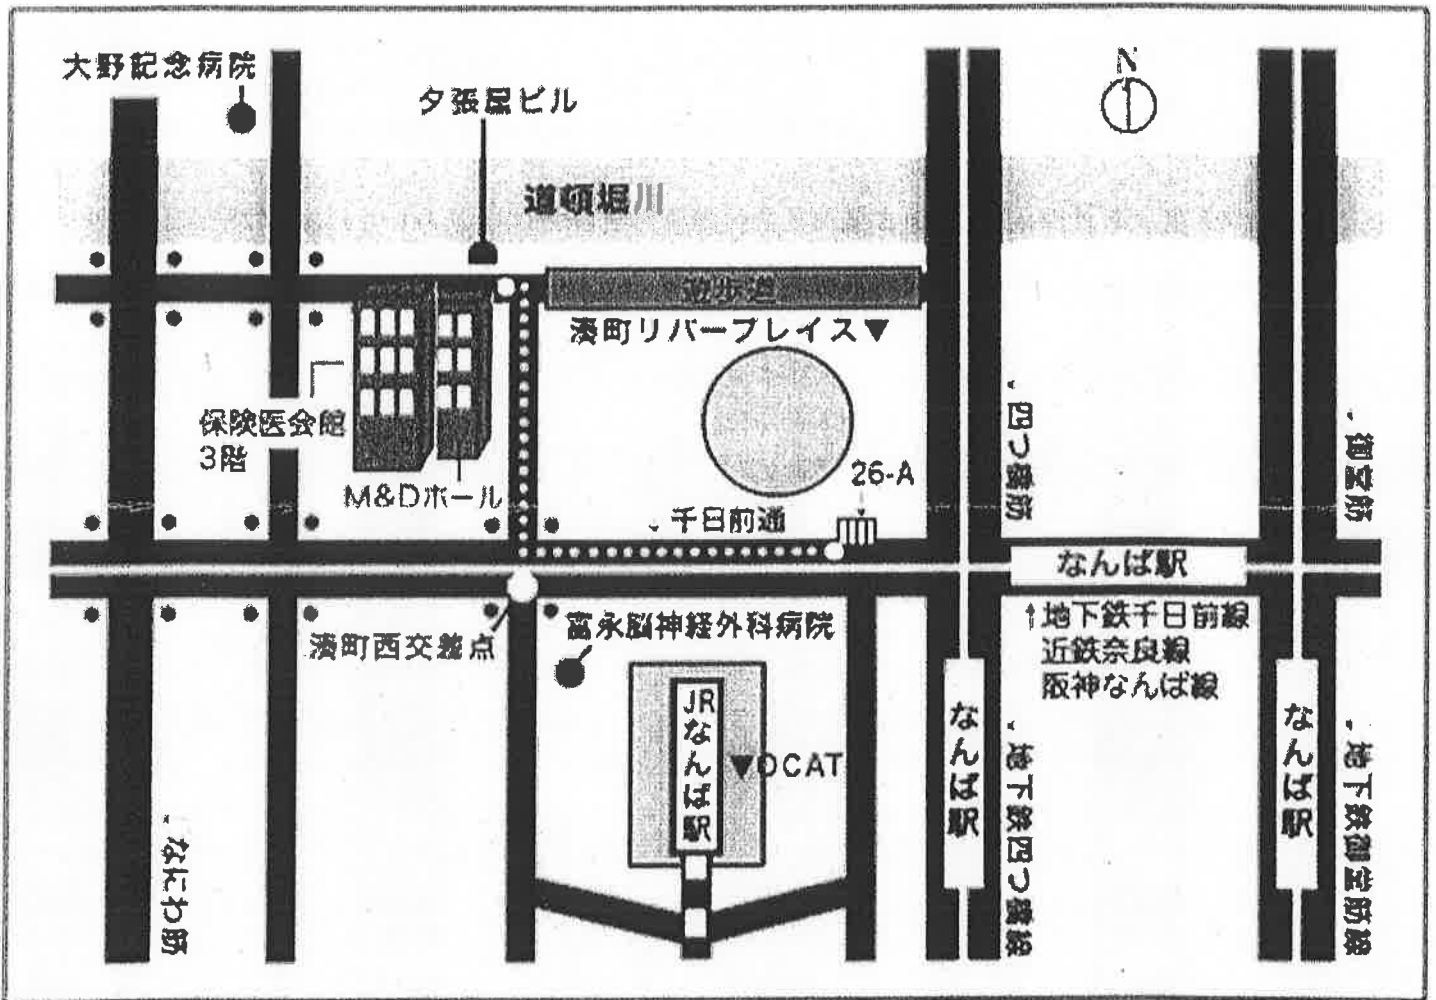 大野記念病院
夕張屋ビル
N
道頓堀川
遊歩道
湊町リバープレイス▼
保険医会館
3階
M&Dホール
26-A
千日前通
四つ橋筋
御堂筋
なんば駅
湊町西交差点
富永脳神経外科病院
地下鉄千日前線
近鉄奈良線
阪神なんば線
JRなんば駅
▼OCAT
なんば駅
地下鉄四つ橋線
なんば駅
地下鉄御堂筋線
なにわ筋